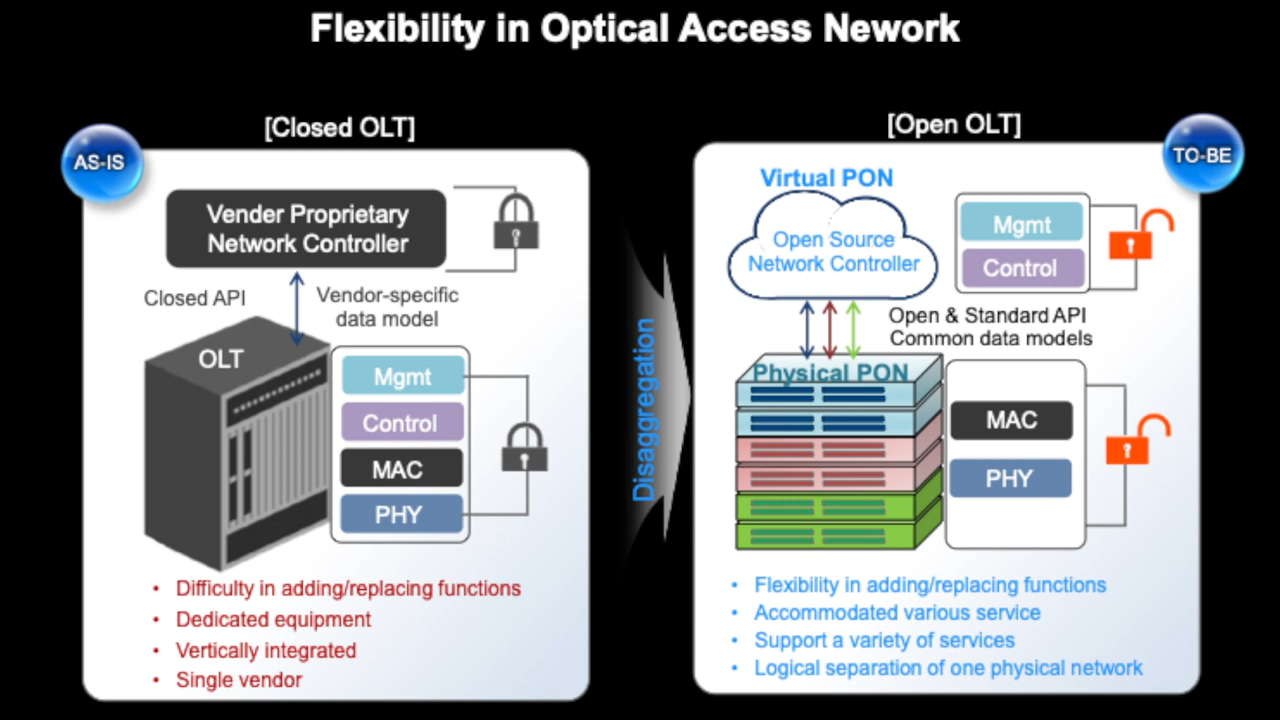 Flexibility in Optical Access Nework
[Closed OLT]
AS-IS
Vender Proprietary
Network Controller
Closed API
Vendor-specific
data model
OLT
Mgmt
Control
MAC
PHY
• Difficulty in adding/replacing functions
• Dedicated equipment
• Vertically integrated
• Single vendor
Disaggregation
[Open OLT]
TO-BE
Virtual PON
Open Source
Network Controller
Mgmt
Control
Open & Standard API
Common data models
Physical PON
MAC
PHY
• Flexibility in adding/replacing functions
• Accommodated various service
• Support a variety of services
• Logical separation of one physical network